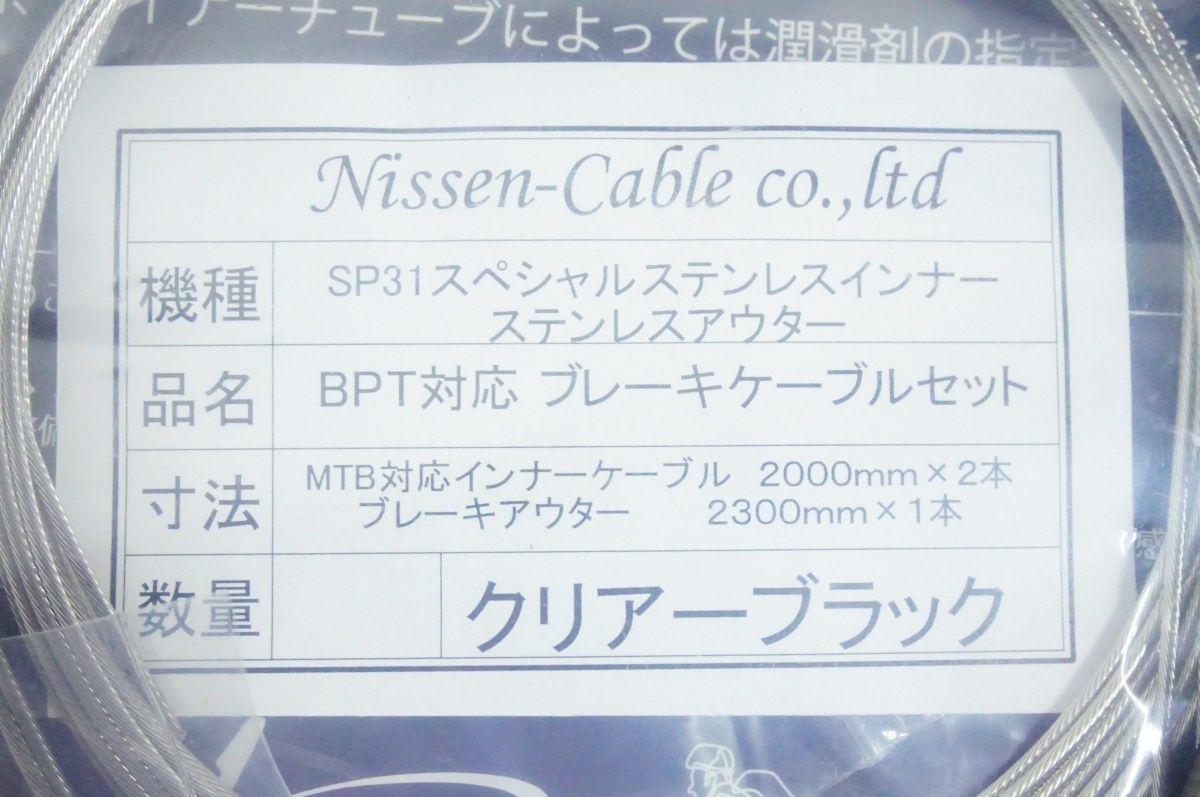 イナーチューブによっては潤滑剤の指定
Nissen-Cable co.,ltd
機種 SP31スペシャルステンレスインナー
ステンレスアウター
品名 BPT対応 ブレーキケーブルセット
寸法 MTB対応インナーケーブル 2000mm×2本
ブレーキアウター 2300mm×1本
数量 クリアーブラック